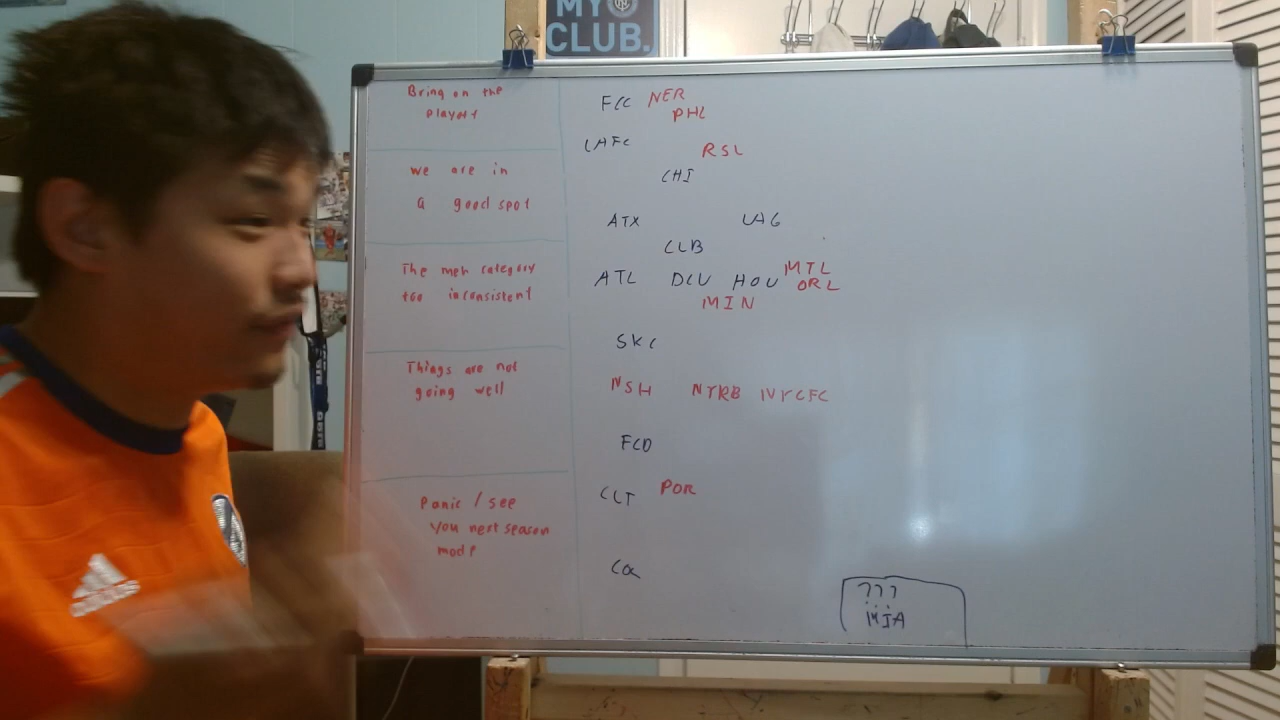 MY
CLUB.
Bring on the
playoff
we are in
a good spot
The meh category
too inconsistent
Things are not
going well
Panic / see
you next season
mode
FCC NER
PHL
LAFC
RSL
CHI
ATX LAG
CLB
ATL DCU HOU MTL
ORL
MIN
SKC
NSH NYRB NYCFC
FCD
CLT POR
COL
???
MIA
adidas